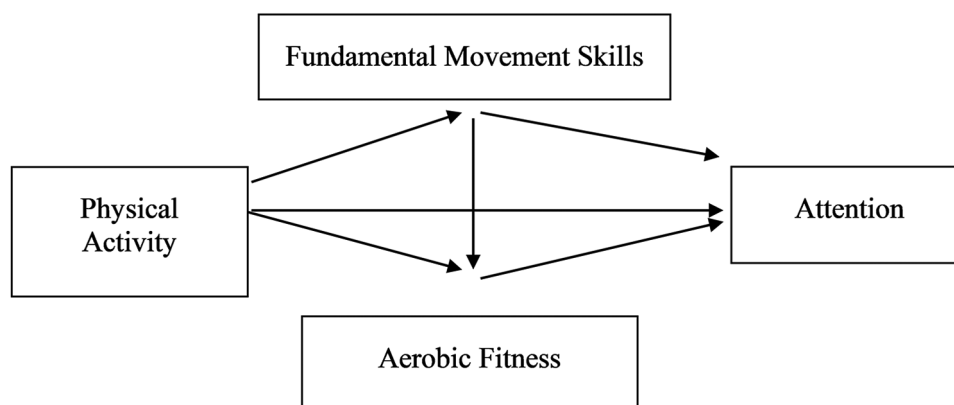 Fundamental Movement Skills
Physical
Activity
Attention
Aerobic Fitness